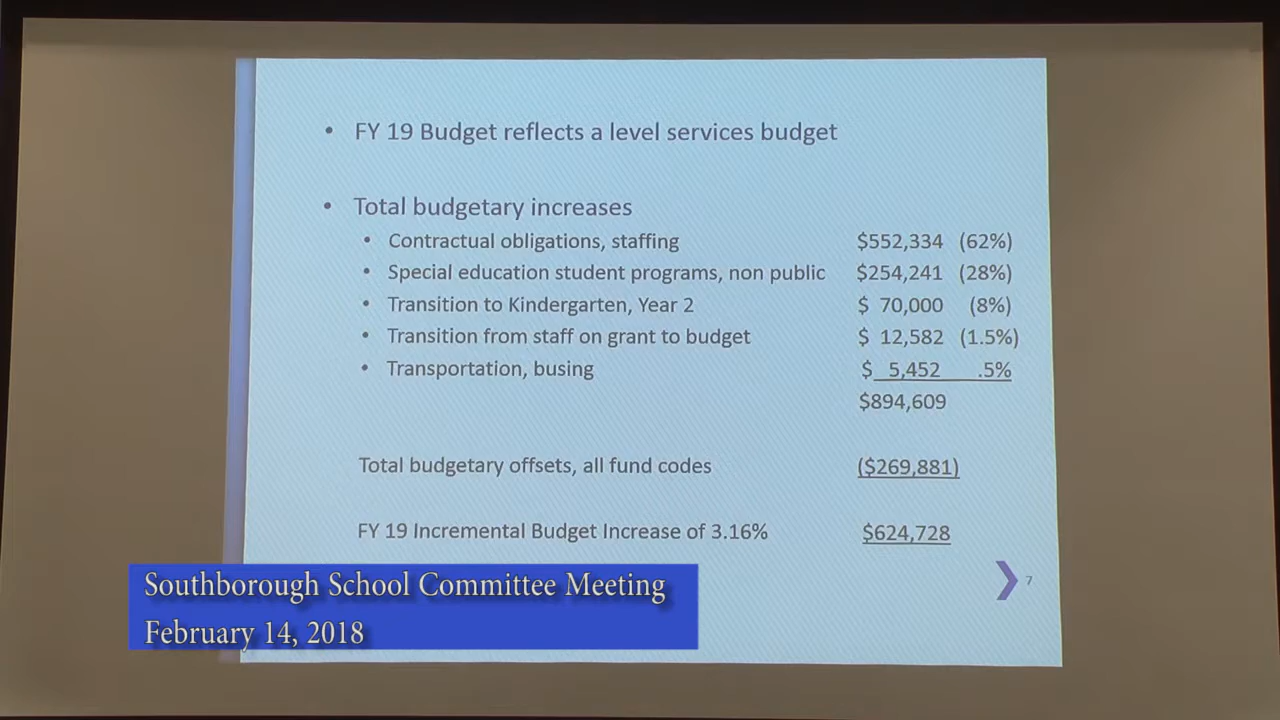 • FY 19 Budget reflects a level services budget
• Total budgetary increases
• Contractual obligations, staffing $552,334 (62%)
• Special education student programs, non public $254,241 (28%)
• Transition to Kindergarten, Year 2 $ 70,000 (8%)
• Transition from staff on grant to budget $ 12,582 (1.5%)
• Transportation, busing $ 5,452 .5%
$894,609
Total budgetary offsets, all fund codes ($269,881)
FY 19 Incremental Budget Increase of 3.16% $624,728
7
Southborough School Committee Meeting
February 14, 2018